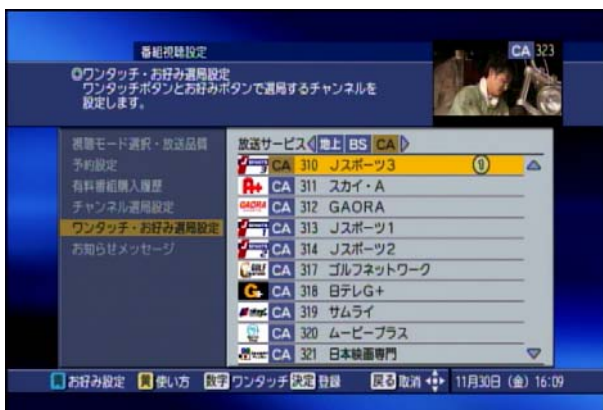 番組視聴設定
CA 323
ワンタッチ・お好み選局設定
ワンタッチボタンとお好みボタンで選局するチャンネルを
設定します。
視聴モード選択・放送品質
予約設定
有料番組購入履歴
チャンネル選局設定
ワンタッチ・お好み選局設定
お知らせメッセージ
放送サービス 地上 BS CA
CA 310 Jスポーツ3 ①
CA 311 スカイ・A
GAORA CA 312 GAORA
CA 313 Jスポーツ1
CA 314 Jスポーツ2
CA 317 ゴルフネットワーク
G+ CA 318 日テレG+
CA 319 サムライ
CA 320 ムービープラス
CA 321 日本映画専門
青 お好み設定 黄 使い方 数字 ワンタッチ 決定 登録 戻る 取消 11月30日 (金) 16:09